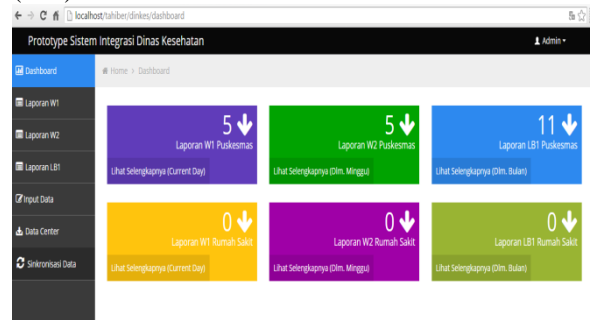 localhost/tahiber/dinkes/dashboard
Prototype Sistem Integrasi Dinas Kesehatan
Admin
Dashboard
Home > Dashboard
Laporan W1
Laporan W2
Laporan LB1
Input Data
Data Center
Sinkronisasi Data
5
Laporan W1 Puskesmas
Lihat Selengkapnya (Current Day)
5
Laporan W2 Puskesmas
Lihat Selengkapnya (Dlm. Minggu)
11
Laporan LB1 Puskesmas
Lihat Selengkapnya (Dlm. Bulan)
0
Laporan W1 Rumah Sakit
Lihat Selengkapnya (Current Day)
0
Laporan W2 Rumah Sakit
Lihat Selengkapnya (Dlm. Minggu)
0
Laporan LB1 Rumah Sakit
Lihat Selengkapnya (Dlm. Bulan)